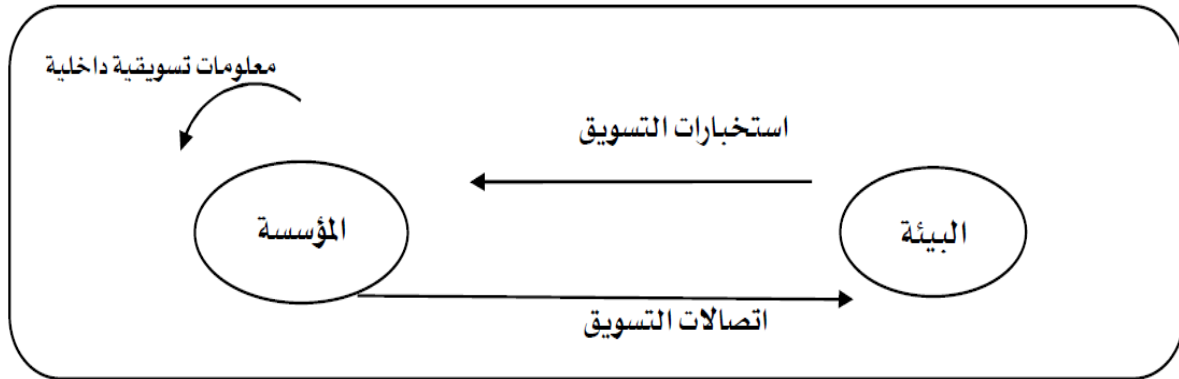 معلومات تسويقية داخلية
استخبارات التسويق
البيئة
المؤسسة
اتصالات التسويق